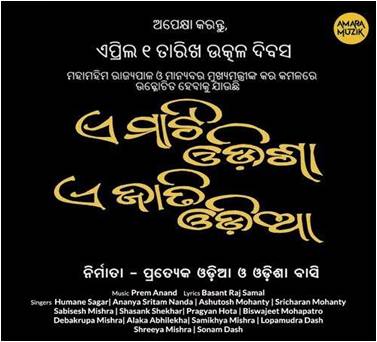 ଅପେକ୍ଷା କରନ୍ତୁ,
AMARA
MUZIK
ଏପ୍ରିଲ ୧ ତାରିଖ ଉତ୍କଳ ଦିବସ
ମହାମହିମ ରାଜ୍ୟପାଳ ଓ ମାନ୍ୟବର ମୁଖ୍ୟମନ୍ତ୍ରୀଙ୍କ କର କମଳରେ
ଉନ୍ମୋଚିତ ହେବାକୁ ଯାଉଛି
ଏ ମାଟି
ଓଡ଼ିଶା
ଏ ଜାତି
ଓଡ଼ିଆ
ନିର୍ମାତା - ପ୍ରତ୍ୟେକ ଓଡ଼ିଆ ଓ ଓଡ଼ିଶା ବାସି
Music Prem Anand Lyrics Basant Raj Samal
Singers Humane Sagar| Ananya Sritam Nanda | Ashutosh Mohanty | Sricharan Mohanty
Sabisesh Mishra | Shasank Shekhar| Pragyan Hota | Biswajeet Mohapatro
Debakrupa Mishra| Alaka Abhilekha| Samikhya Mishra | Lopamudra Dash
Shreeya Mishra | Sonam Dash